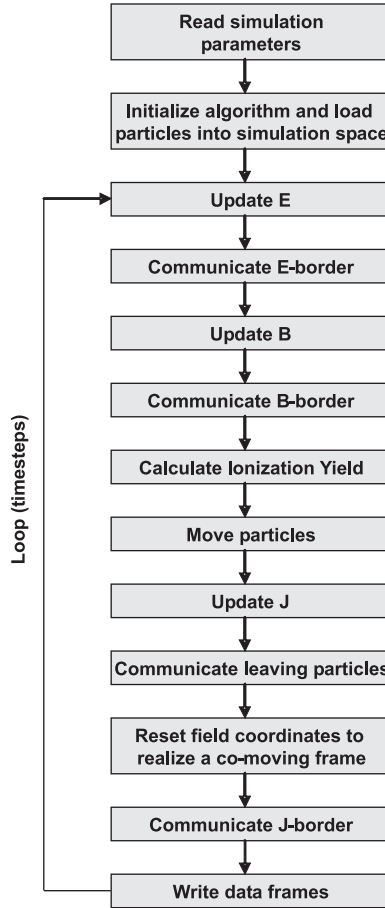 Read simulation
parameters
Initialize algorithm and load
particles into simulation space
Update E
Communicate E-border
Update B
Communicate B-border
Calculate Ionization Yield
Move particles
Update J
Communicate leaving particles
Reset field coordinates to
realize a co-moving frame
Communicate J-border
Write data frames
Loop (timesteps)